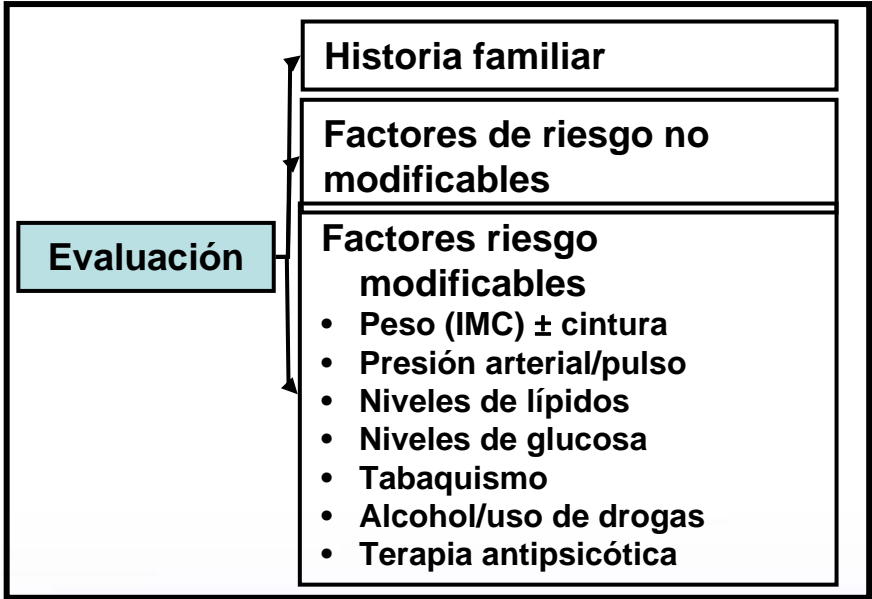 Historia familiar
Factores de riesgo no
modificables
Evaluación
Factores riesgo
modificables
• Peso (IMC) ± cintura
• Presión arterial/pulso
• Niveles de lípidos
• Niveles de glucosa
• Tabaquismo
• Alcohol/uso de drogas
• Terapia antipsicótica